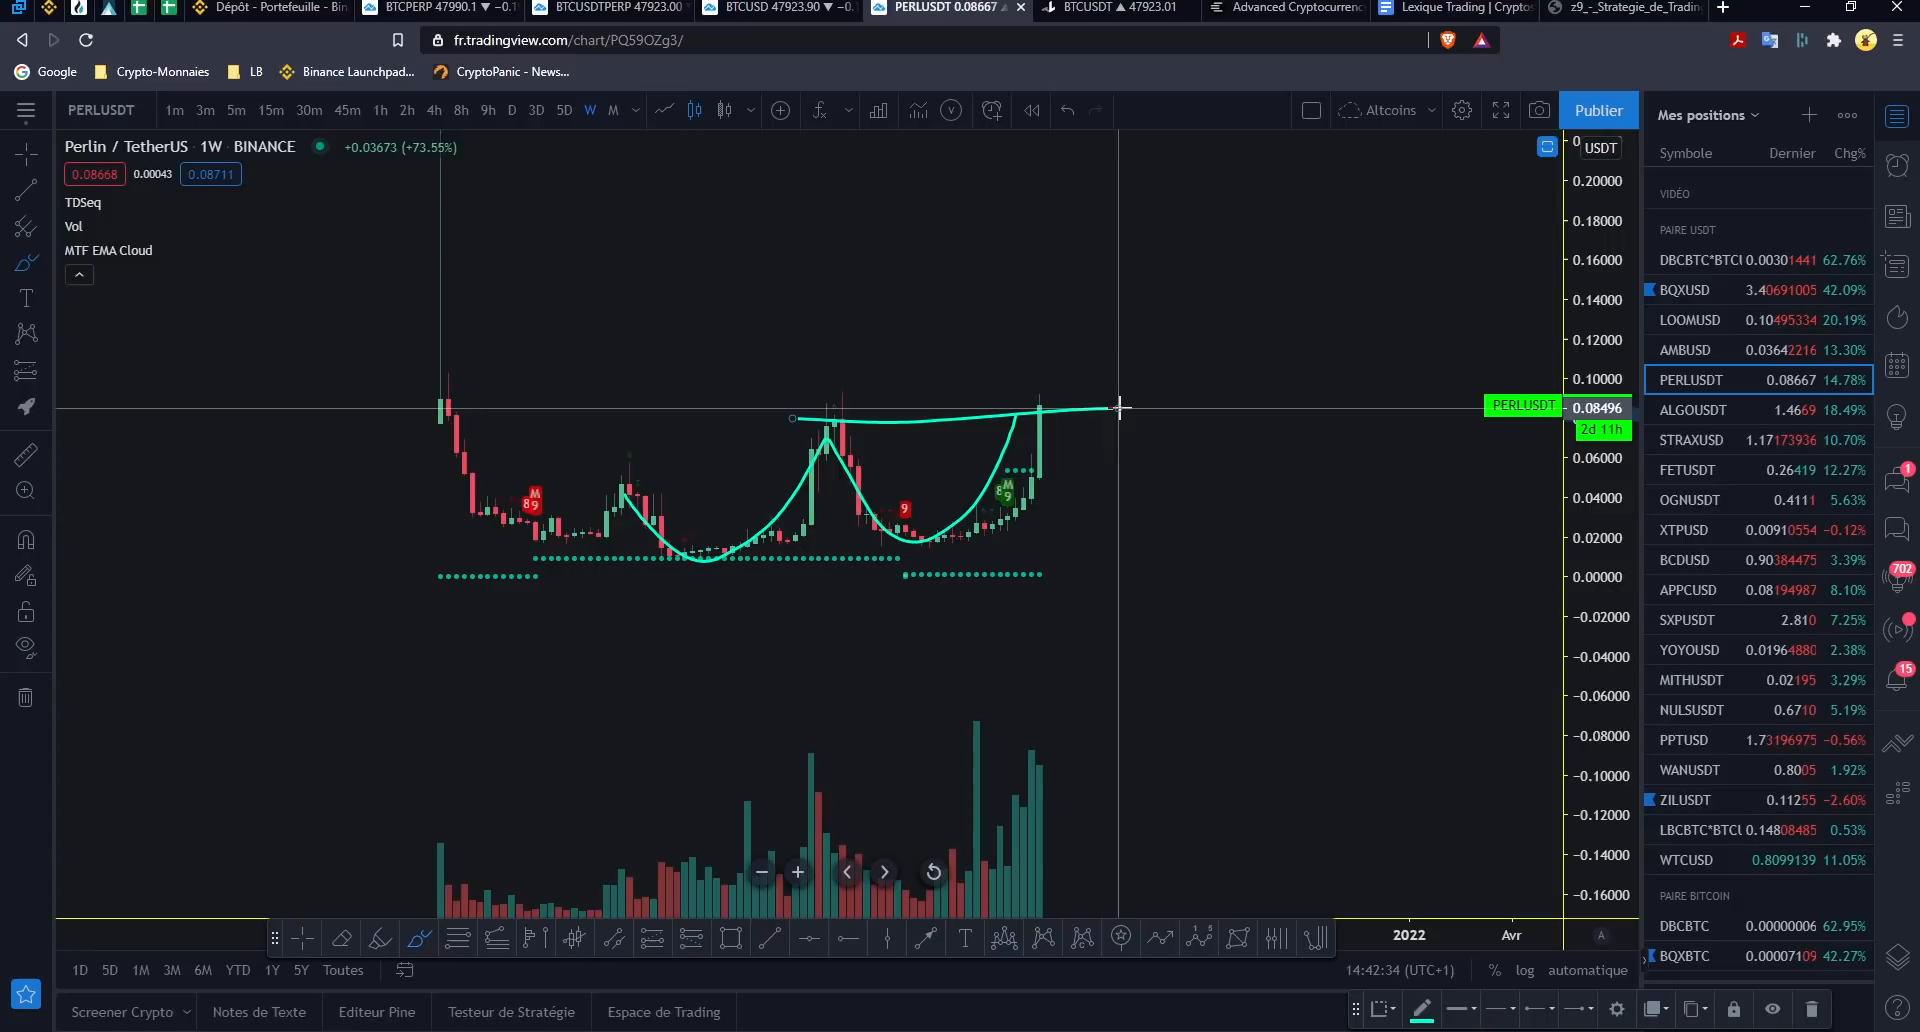 Dépôt - Portefeuille - Bin
BTCPERP 47990.1 ▼ −0.1
BTCUSDTPERP 47923.00
BTCUSD 47923.90 ▼ −0.
PERLUSDT 0.08667
BTCUSDT ▲ 47923.01
Advanced Cryptocurrenc
Lexique Trading | Cryptos
z9_-_Strategie_de_Tradin
fr.tradingview.com/chart/PQ59OZg3/
Google
Crypto-Monnaies
LB
Binance Launchpad...
CryptoPanic - News...
PERLUSDT
1m 3m 5m 15m 30m 45m 1h 2h 4h 8h 9h D 3D 5D W M
Altcoins
Publier
Mes positions
Perlin / TetherUS · 1W · BINANCE
+0.03673 (+73.55%)
0.08668
0.00043
0.08711
TDSeq
Vol
MTF EMA Cloud
USDT
0.20000
0.18000
0.16000
0.14000
0.12000
0.10000
PERLUSDT
0.08496
2d 11h
0.06000
0.04000
0.02000
0.00000
−0.02000
−0.04000
−0.06000
−0.08000
−0.10000
−0.12000
−0.14000
−0.16000
M
8 9
9
M
8 9
Symbole Dernier Chg%
VIDÉO
PAIRE USDT
DBCBTC*BTCU 0.00301441 62.76%
BQXUSD 3.40691005 42.09%
LOOMUSD 0.10495334 20.19%
AMBUSD 0.03642216 13.30%
PERLUSDT 0.08667 14.78%
ALGOUSDT 1.4669 18.49%
STRAXUSD 1.17173936 10.70%
FETUSDT 0.26419 12.27%
OGNUSDT 0.4111 5.63%
XTPUSD 0.00910554 −0.12%
BCDUSD 0.90384475 3.39%
APPCUSD 0.08194987 8.10%
SXPUSDT 2.810 7.25%
YOYOUSD 0.01964880 2.38%
MITHUSDT 0.02195 3.29%
NULSUSDT 0.6710 5.19%
PPTUSD 1.73196975 −0.56%
WANUSDT 0.8005 1.92%
ZILUSDT 0.11255 −2.60%
LBCBTC*BTCU 0.14808485 0.53%
WTCUSD 0.8099139 11.05%
PAIRE BITCOIN
DBCBTC 0.00000006 62.95%
BQXBTC 0.00007109 42.27%
1
702
15
2022
Avr
A
1D 5D 1M 3M 6M YTD 1Y 5Y Toutes
14:42:34 (UTC+1)
% log automatique
Screener Crypto
Notes de Texte
Editeur Pine
Testeur de Stratégie
Espace de Trading